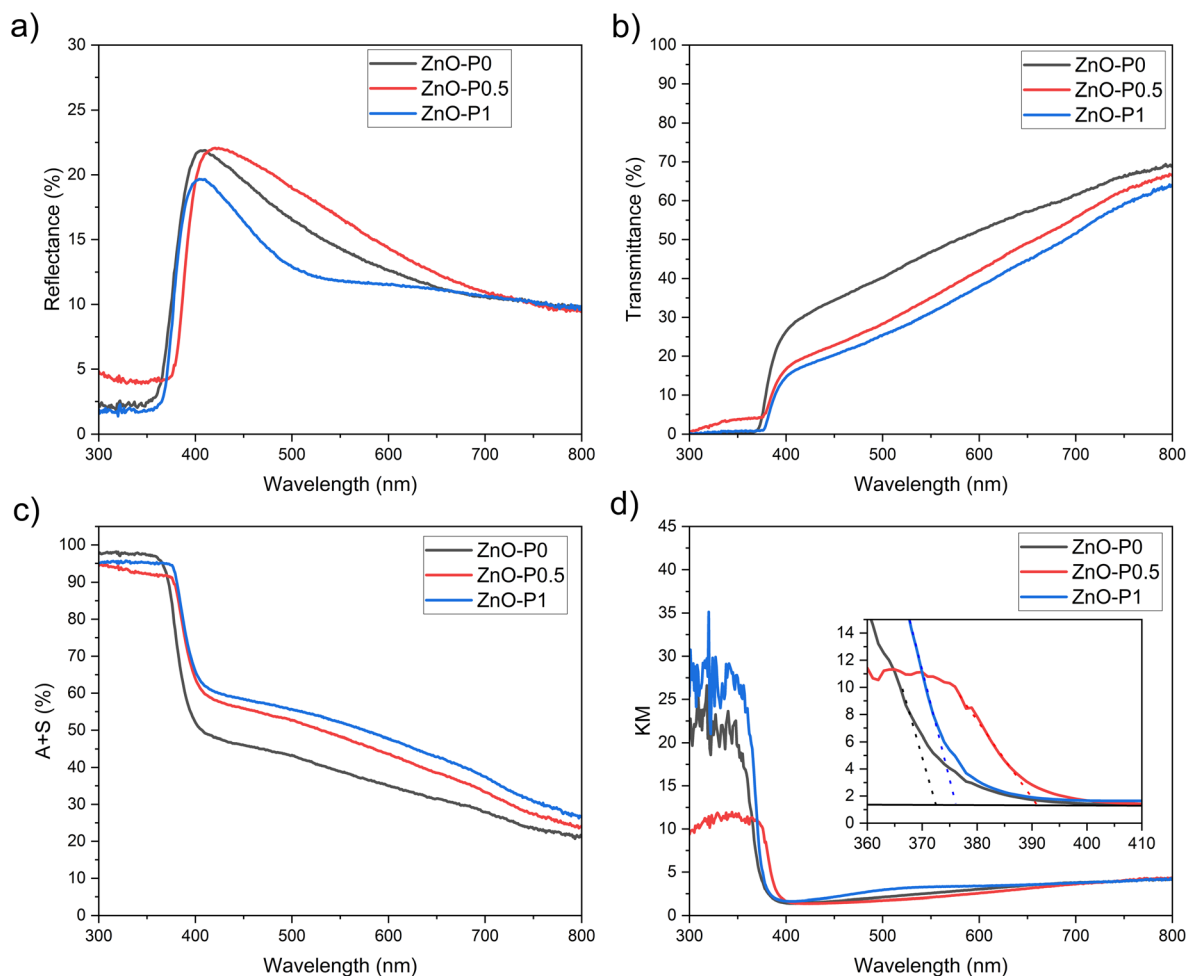 a)
30
25
20
15
10
5
0
Reflectance (%)
ZnO-P0
ZnO-P0.5
ZnO-P1
300 400 500 600 700 800
Wavelength (nm)
b)
100
90
80
70
60
50
40
30
20
10
0
Transmittance (%)
ZnO-P0
ZnO-P0.5
ZnO-P1
300 400 500 600 700 800
Wavelength (nm)
c)
100
90
80
70
60
50
40
30
20
10
0
A+S (%)
ZnO-P0
ZnO-P0.5
ZnO-P1
300 400 500 600 700 800
Wavelength (nm)
d)
45
40
35
30
25
20
15
10
5
0
KM
ZnO-P0
ZnO-P0.5
ZnO-P1
14
12
10
8
6
4
2
0
360 370 380 390 400 410
300 400 500 600 700 800
Wavelength (nm)